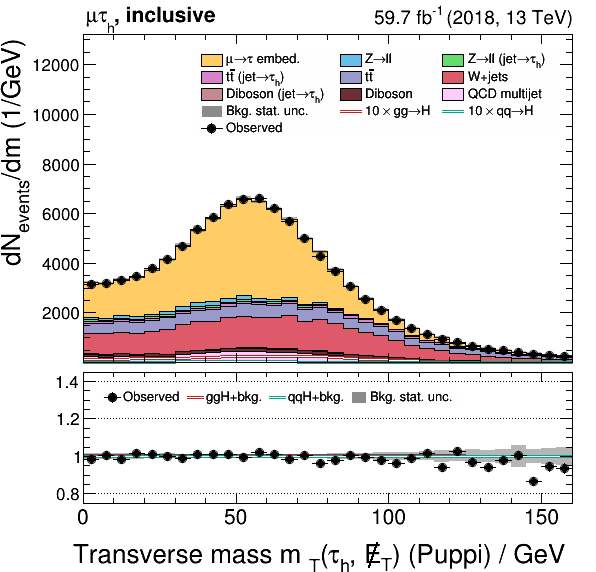 μτh, inclusive
59.7 fb⁻¹ (2018, 13 TeV)
μ→τ embed. Z→ll Z→ll (jet→τh)
tt̄ (jet→τh) tt̄ W+jets
Diboson (jet→τh) Diboson QCD multijet
Bkg. stat. unc. 10 × gg→H 10 × qq→H
Observed
dNevents/dm (1/GeV)
12000
10000
8000
6000
4000
2000
Observed ggH+bkg. qqH+bkg. Bkg. stat. unc.
1.4
1.2
1
0.8
0 50 100 150
Transverse mass m T(τh, E̸T) (Puppi) / GeV